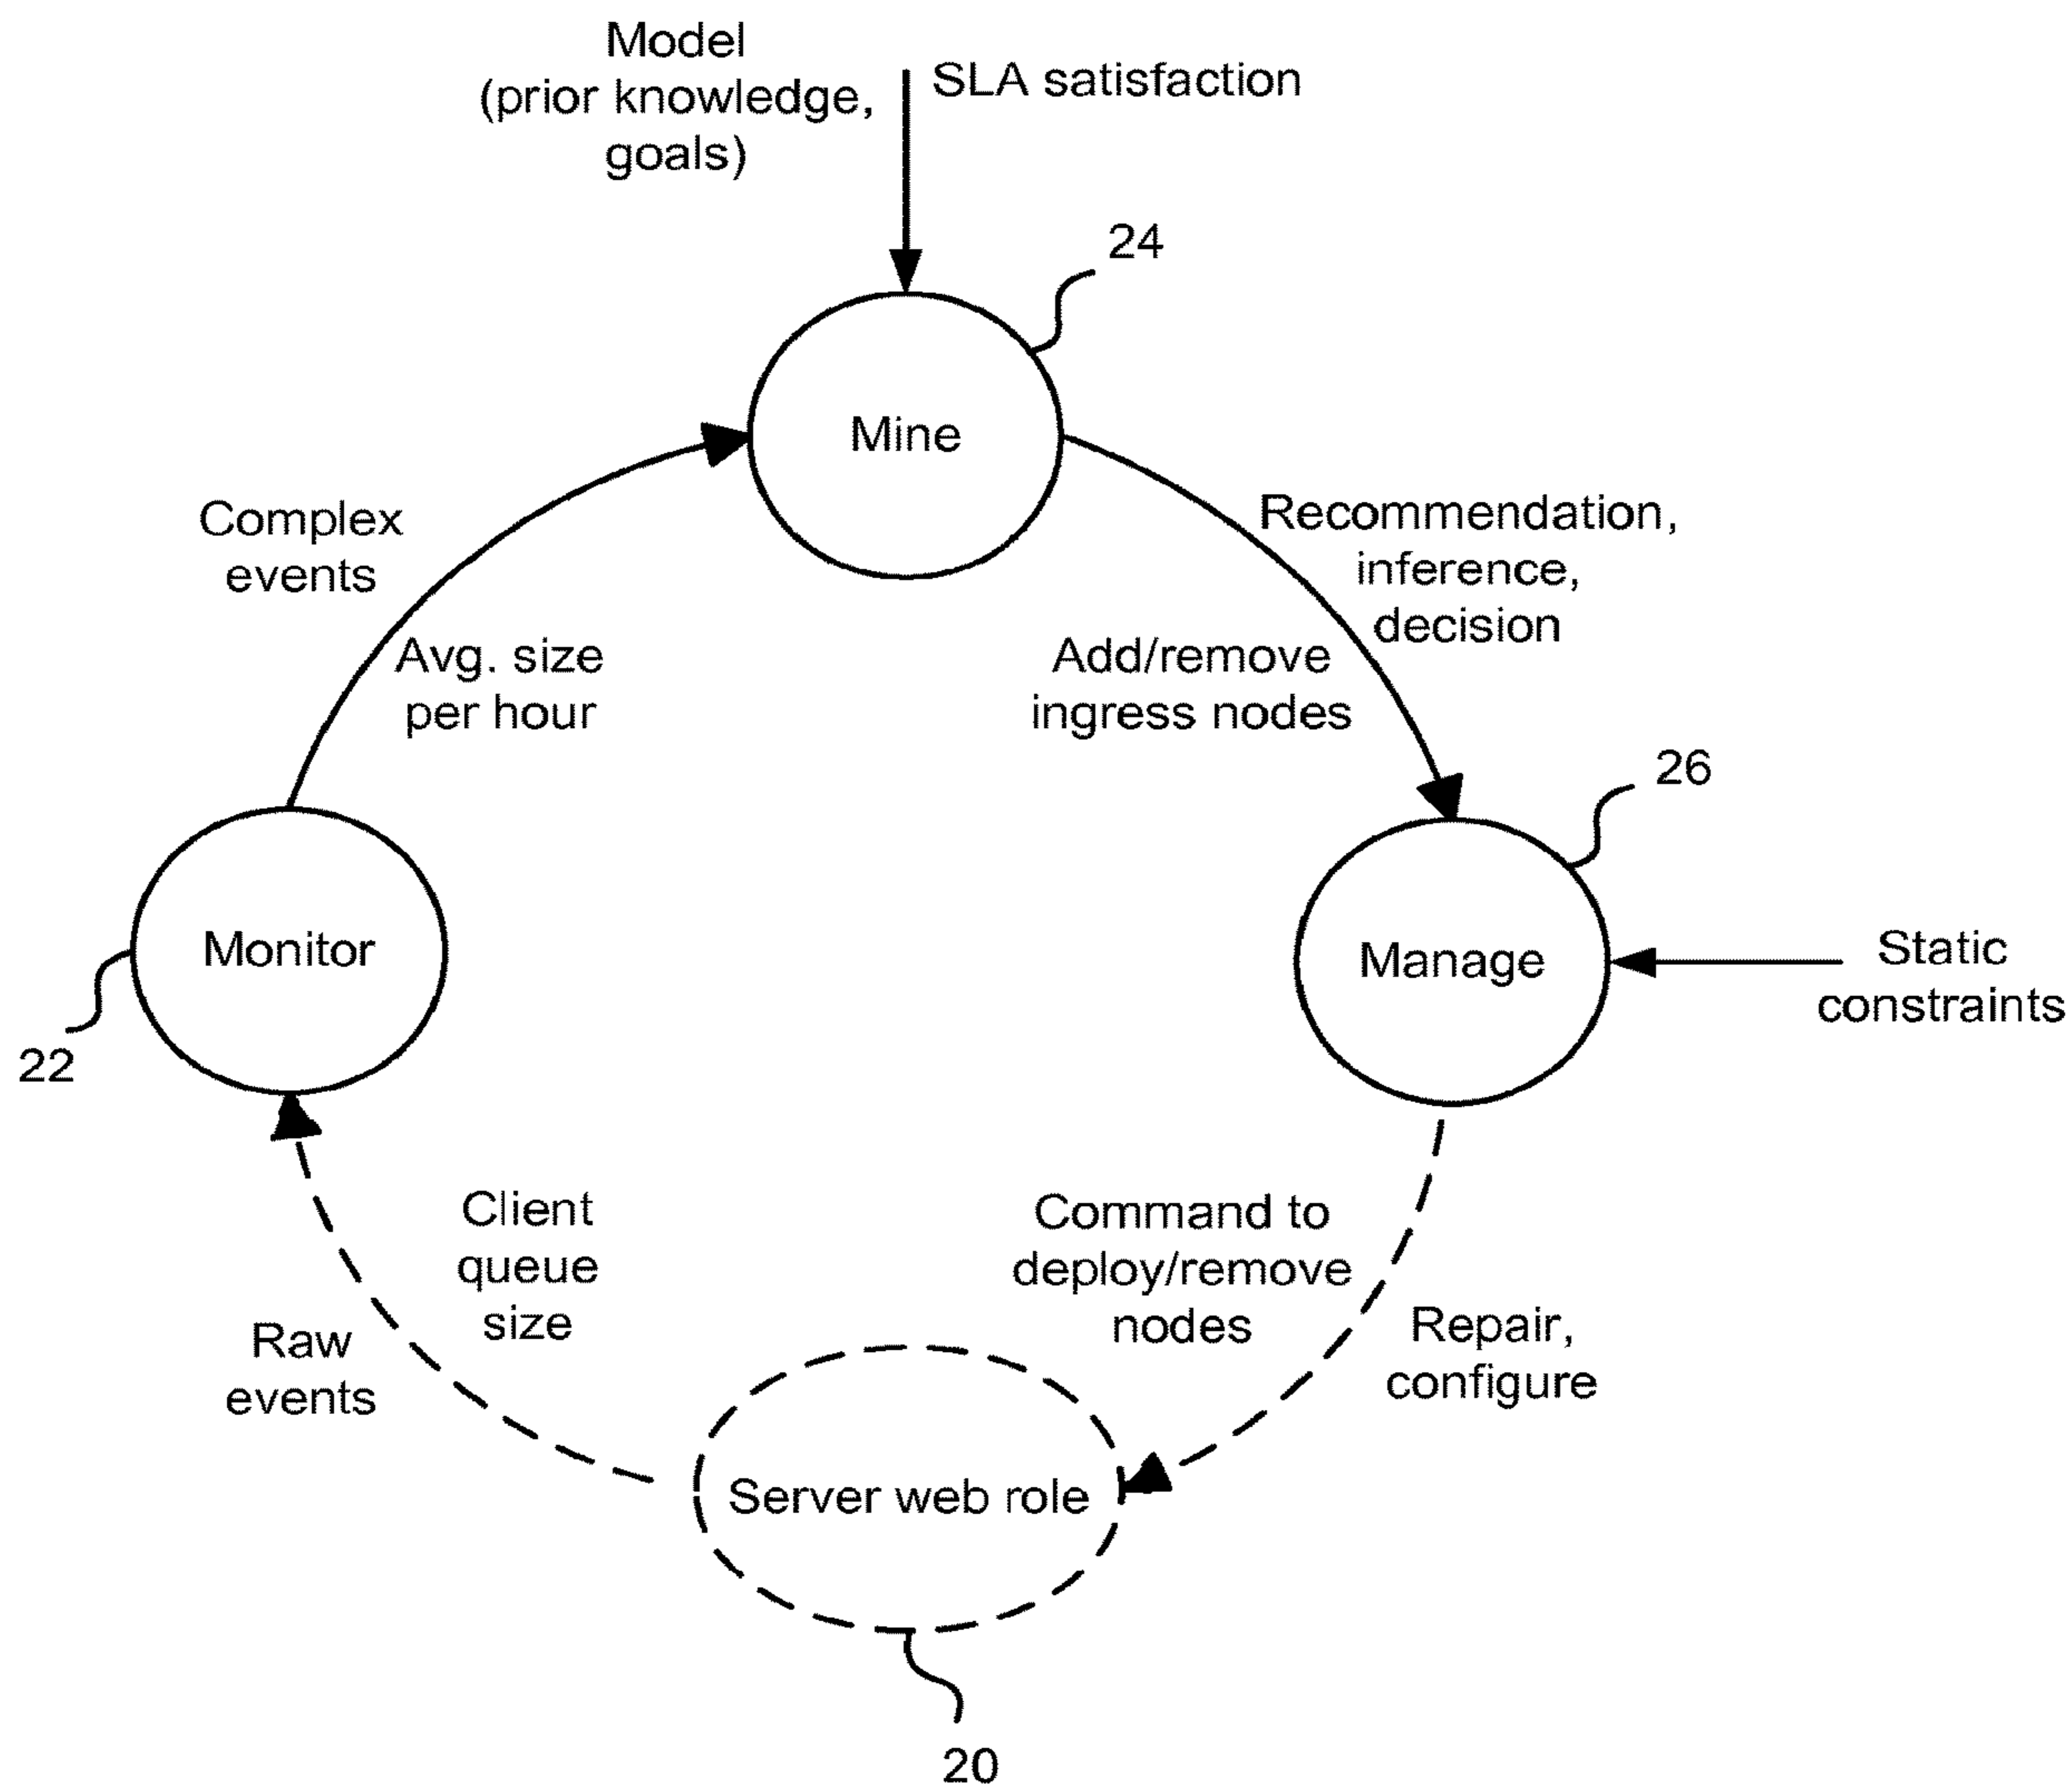 Model
(prior knowledge,
goals)
SLA satisfaction
24
Mine
Complex
events
Avg. size
per hour
Recommendation,
inference,
decision
Add/remove
ingress nodes
26
Monitor
Manage
Static
constraints
22
Client
queue
size
Raw
events
Command to
deploy/remove
nodes
Repair,
configure
Server web role
20